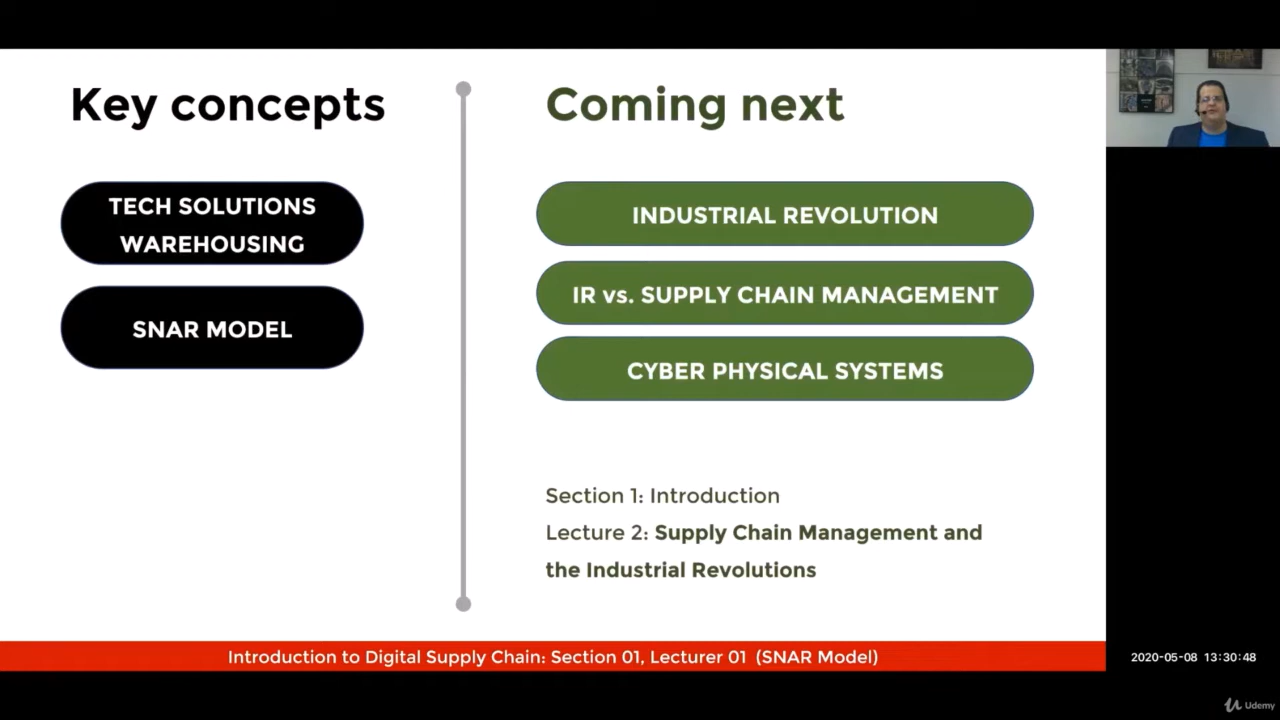 Key concepts
TECH SOLUTIONS
WAREHOUSING
SNAR MODEL
Coming next
INDUSTRIAL REVOLUTION
IR vs. SUPPLY CHAIN MANAGEMENT
CYBER PHYSICAL SYSTEMS
Section 1: Introduction
Lecture 2: Supply Chain Management and
the Industrial Revolutions
Introduction to Digital Supply Chain: Section 01, Lecturer 01 (SNAR Model)
2020-05-08 13:30:48
Udemy